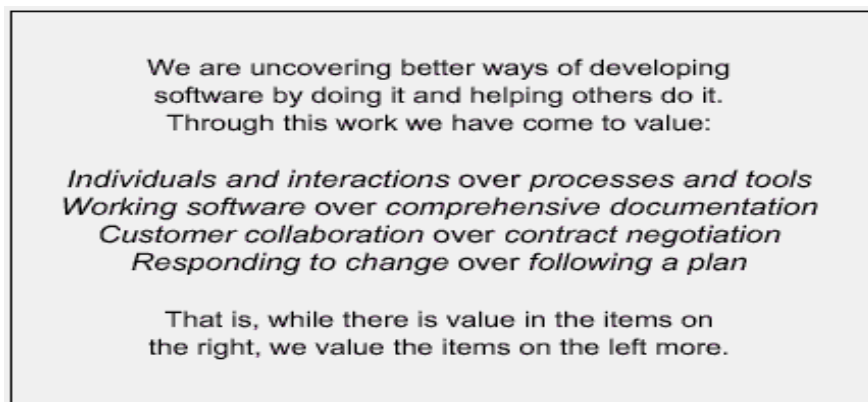 We are uncovering better ways of developing
software by doing it and helping others do it.
Through this work we have come to value:
Individuals and interactions over processes and tools
Working software over comprehensive documentation
Customer collaboration over contract negotiation
Responding to change over following a plan
That is, while there is value in the items on
the right, we value the items on the left more.